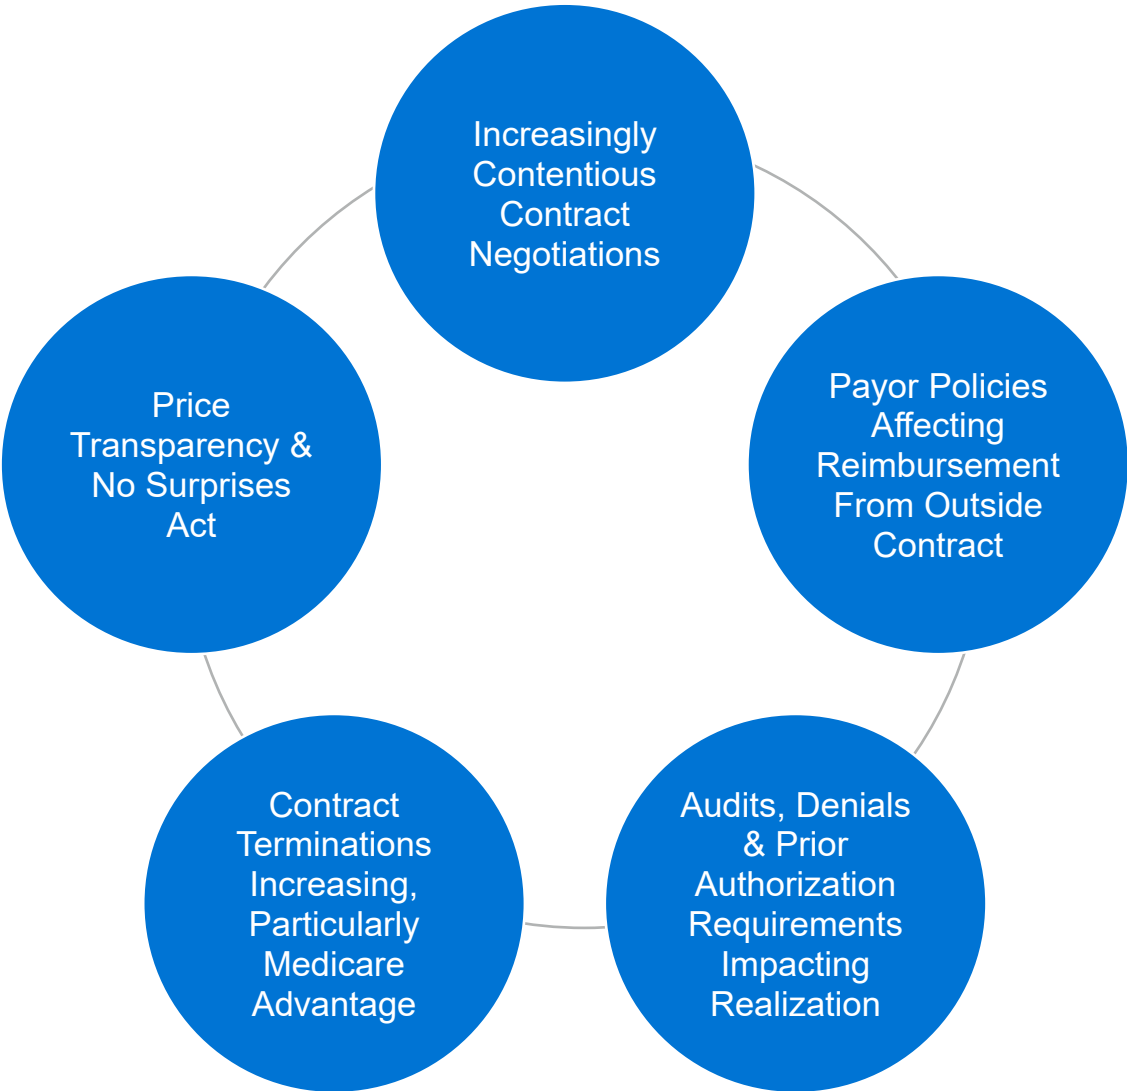 Increasingly
Contentious
Contract
Negotiations
Payor Policies
Affecting
Reimbursement
From Outside
Contract
Audits, Denials
& Prior
Authorization
Requirements
Impacting
Realization
Contract
Terminations
Increasing,
Particularly
Medicare
Advantage
Price
Transparency &
No Surprises
Act